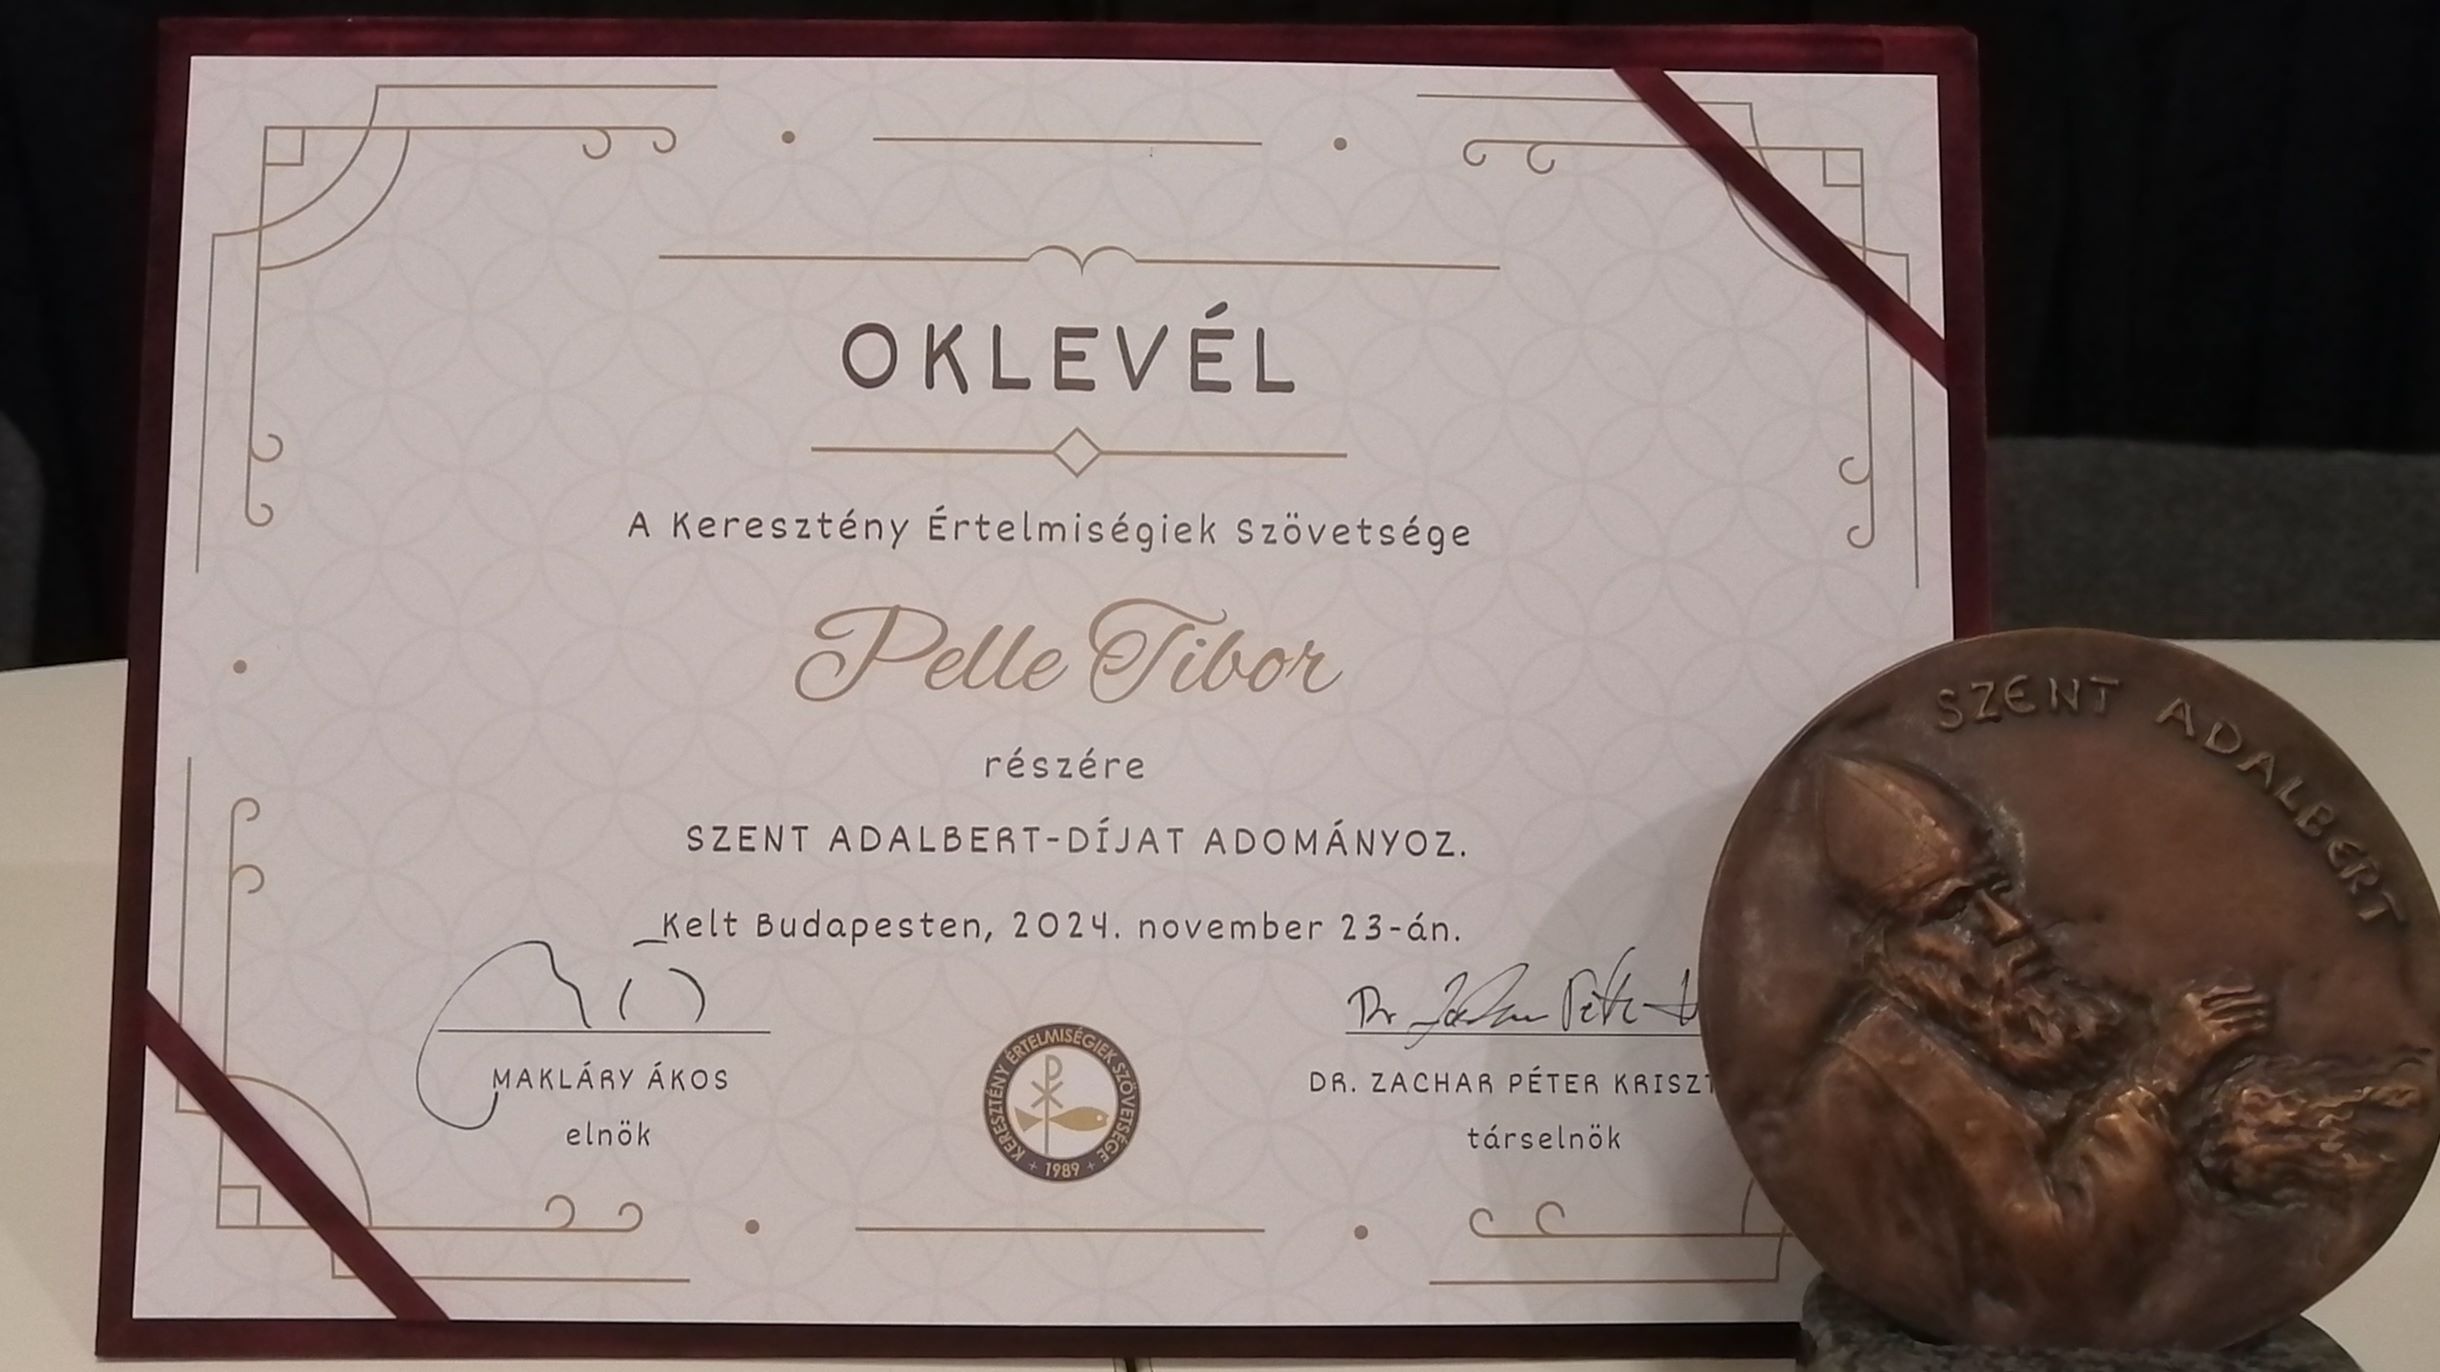 OKLEVÉL
A Keresztény Értelmiségiek Szövetsége
Pelle Tibor
részére
SZENT ADALBERT-DÍJAT ADOMÁNYOZ.
Kelt Budapesten, 2024. november 23-án.
MAKLÁRY ÁKOS
elnök
KERESZTÉNY ÉRTELMISÉGIEK SZÖVETSÉGE
+ 1989 +
Dr
DR. ZACHAR PÉTER
társelnök
SZENT ADALBERT